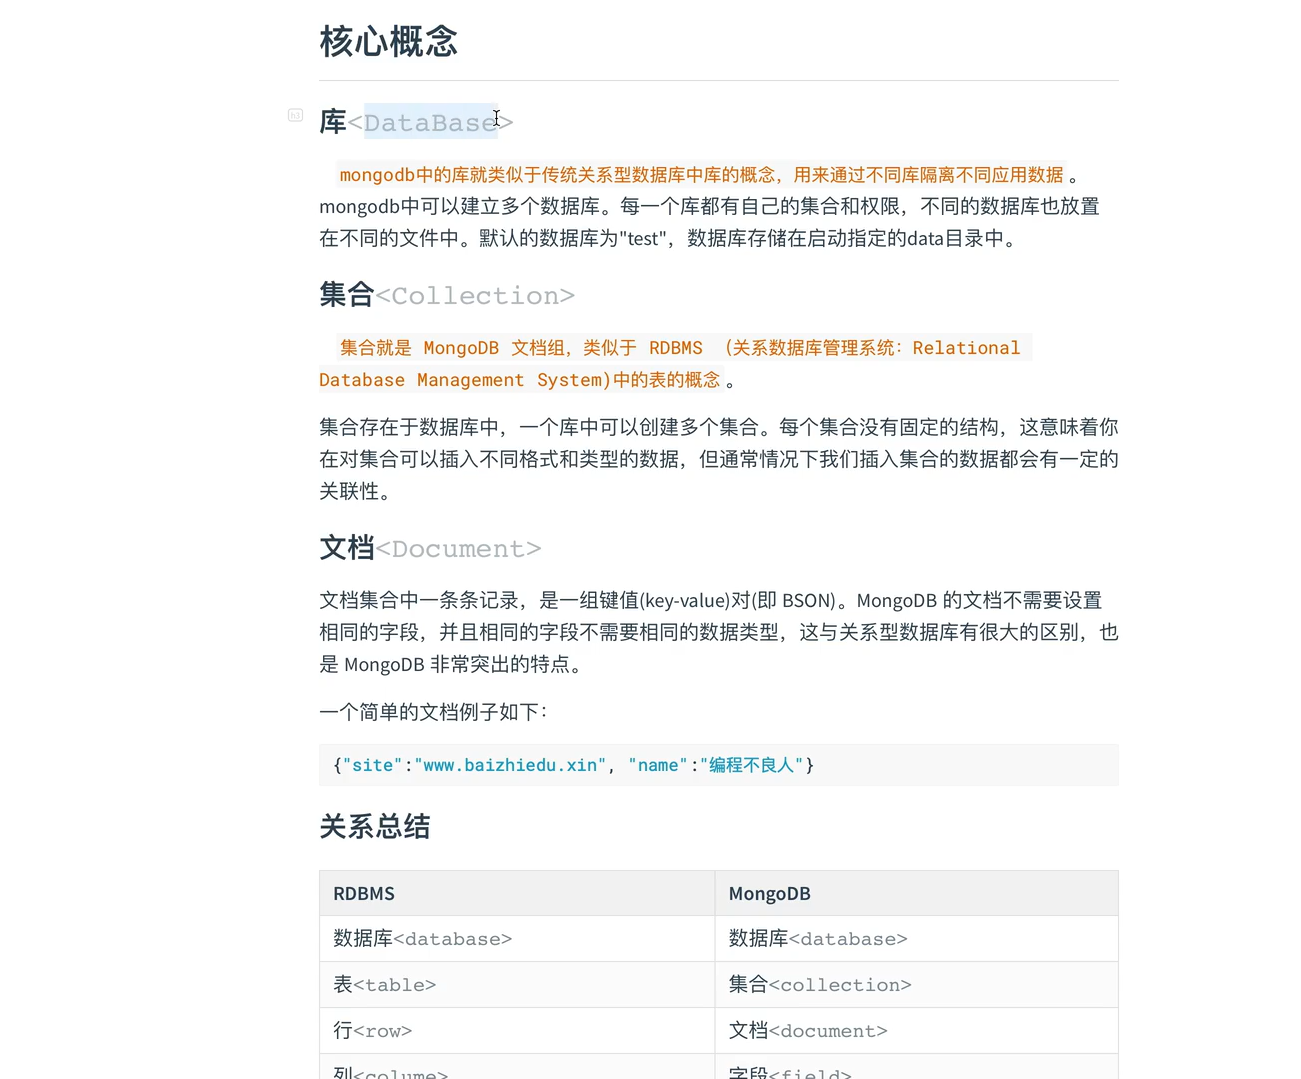 核心概念
h3
库<DataBase>
mongodb中的库就类似于传统关系型数据库中库的概念，用来通过不同库隔离不同应用数据 。
mongodb中可以建立多个数据库。每一个库都有自己的集合和权限，不同的数据库也放置
在不同的文件中。默认的数据库为"test"，数据库存储在启动指定的data目录中。
集合<Collection>
集合就是 MongoDB 文档组，类似于 RDBMS （关系数据库管理系统：Relational
Database Management System)中的表的概念 。
集合存在于数据库中，一个库中可以创建多个集合。每个集合没有固定的结构，这意味着你
在对集合可以插入不同格式和类型的数据，但通常情况下我们插入集合的数据都会有一定的
关联性。
文档<Document>
文档集合中一条条记录，是一组键值(key-value)对(即 BSON)。MongoDB 的文档不需要设置
相同的字段，并且相同的字段不需要相同的数据类型，这与关系型数据库有很大的区别，也
是 MongoDB 非常突出的特点。
一个简单的文档例子如下：
{"site":"www.baizhiedu.xin", "name":"编程不良人"}
关系总结
RDBMS MongoDB
数据库<database> 数据库<database>
表<table> 集合<collection>
行<row> 文档<document>
列<colume> 字段<field>